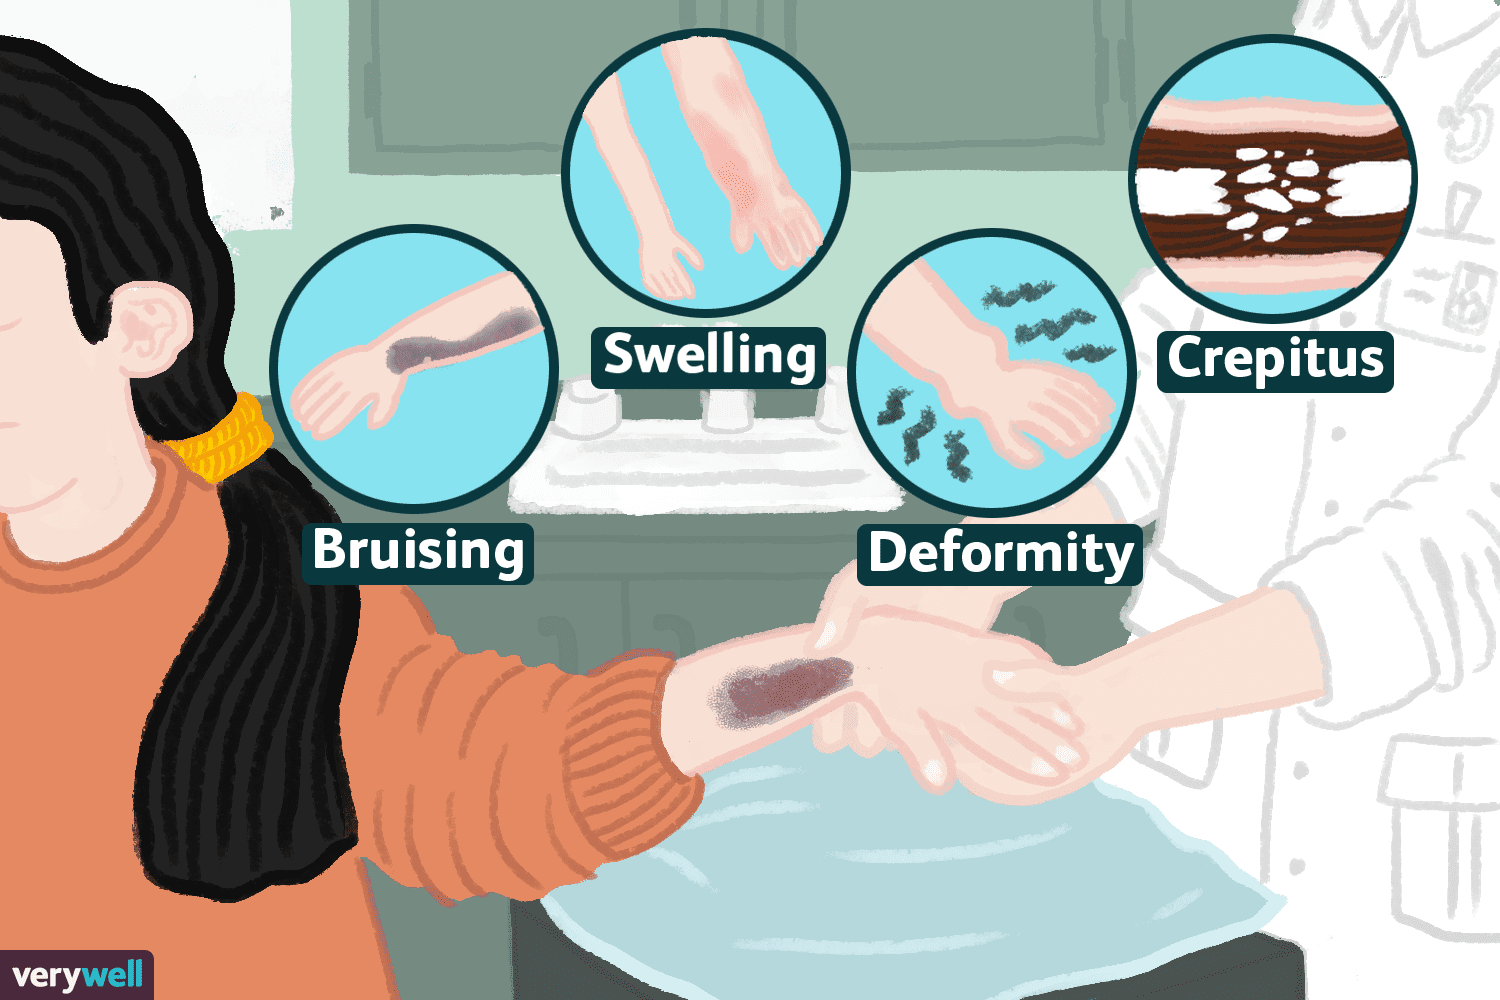 Swelling
Crepitus
Bruising
Deformity
verywell